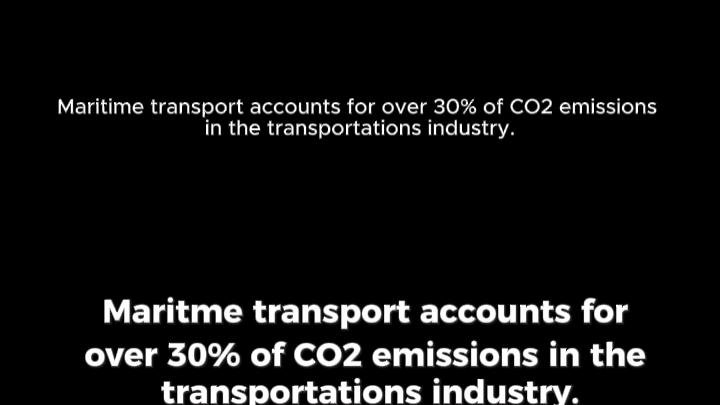 Maritime transport accounts for over 30% of CO2 emissions
in the transportations industry.
Maritme transport accounts for
over 30% of CO2 emissions in the
transportations industry.